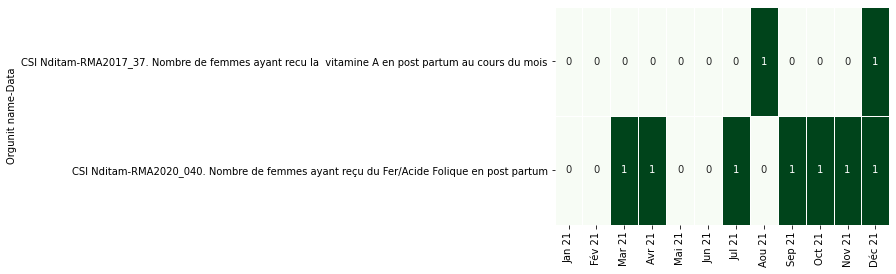 Orgunit name-Data
CSI Nditam-RMA2017_37. Nombre de femmes ayant recu la  vitamine A en post partum au cours du mois
0 0 0 0 0 0 0 1 0 0 0 1
CSI Nditam-RMA2020_040. Nombre de femmes ayant reçu du Fer/Acide Folique en post partum
0 0 1 1 0 0 1 0 1 1 1 1
Jan 21
Fév 21
Mar 21
Avr 21
Mai 21
Jun 21
Jul 21
Aou 21
Sep 21
Oct 21
Nov 21
Déc 21